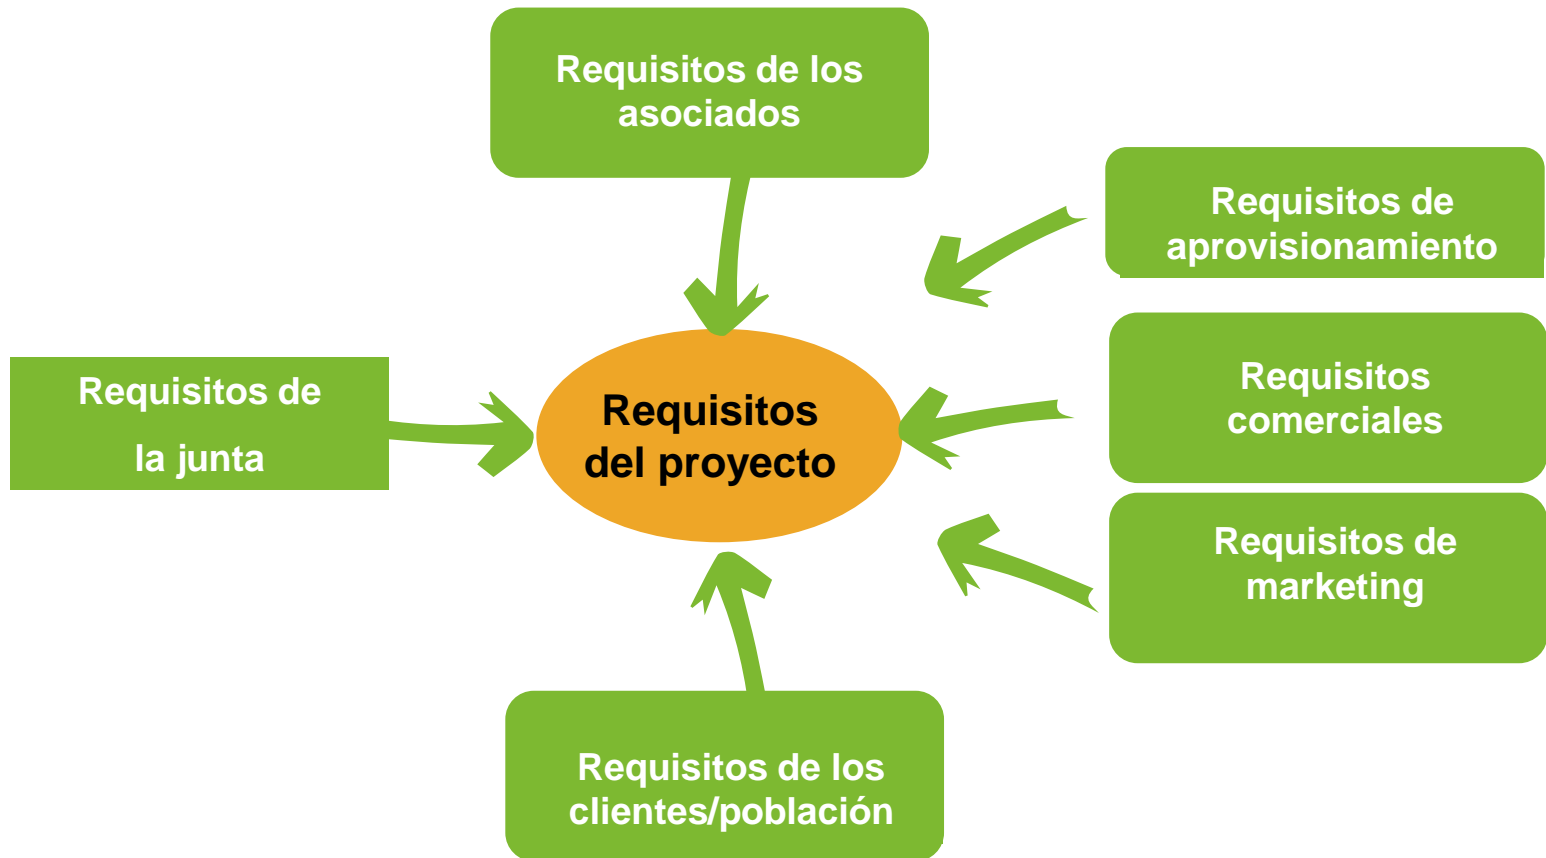 Requisitos de los
asociados
Requisitos de
aprovisionamiento
Requisitos
comerciales
Requisitos de
la junta
Requisitos
del proyecto
Requisitos de
marketing
Requisitos de los
clientes/población